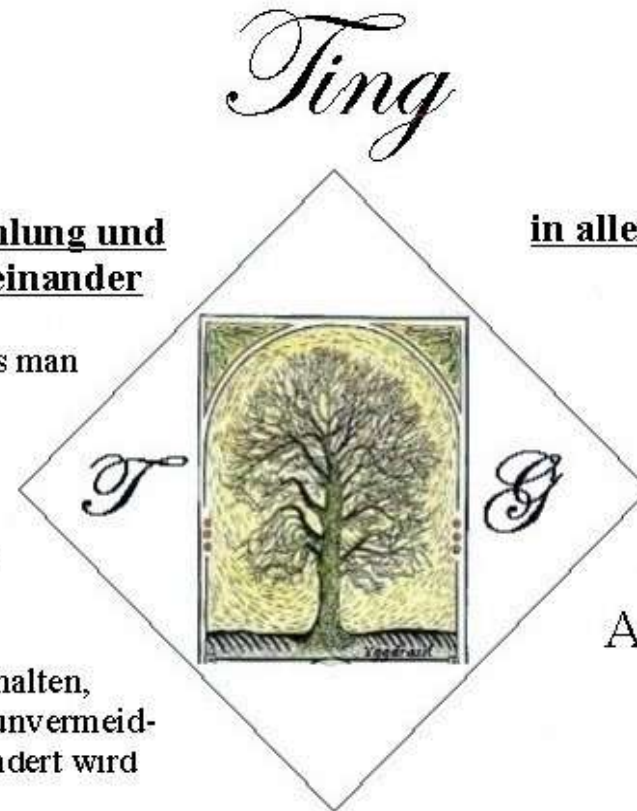 Ting
hlung und
einander
s man
T
halten,
unvermeid-
ndert wird
in alle
G
A
Yggdrasil